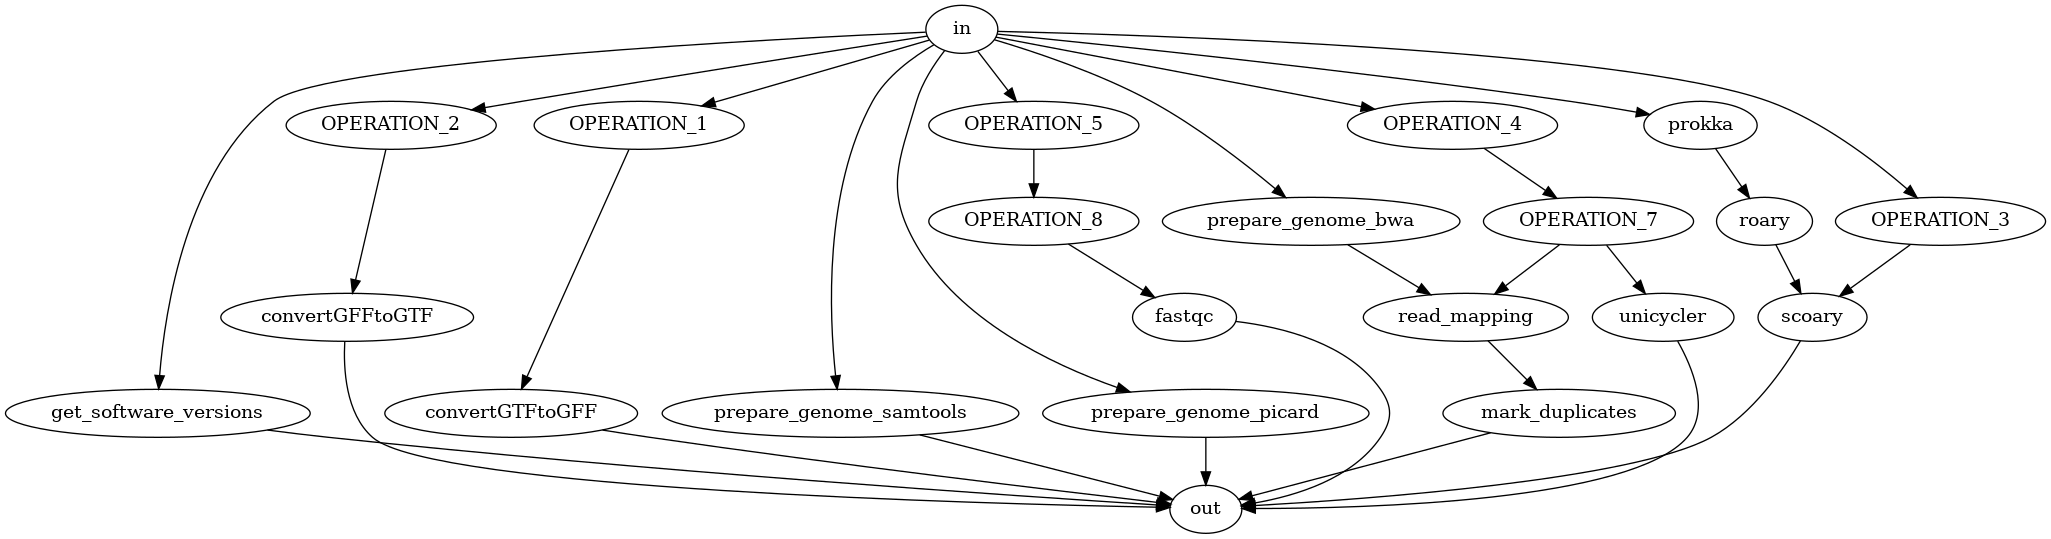 in
OPERATION_2
OPERATION_1
OPERATION_5
OPERATION_4
prokka
OPERATION_8
prepare_genome_bwa
OPERATION_7
roary
OPERATION_3
convertGFFtoGTF
fastqc
read_mapping
unicycler
scoary
get_software_versions
convertGTFtoGFF
prepare_genome_samtools
prepare_genome_picard
mark_duplicates
out